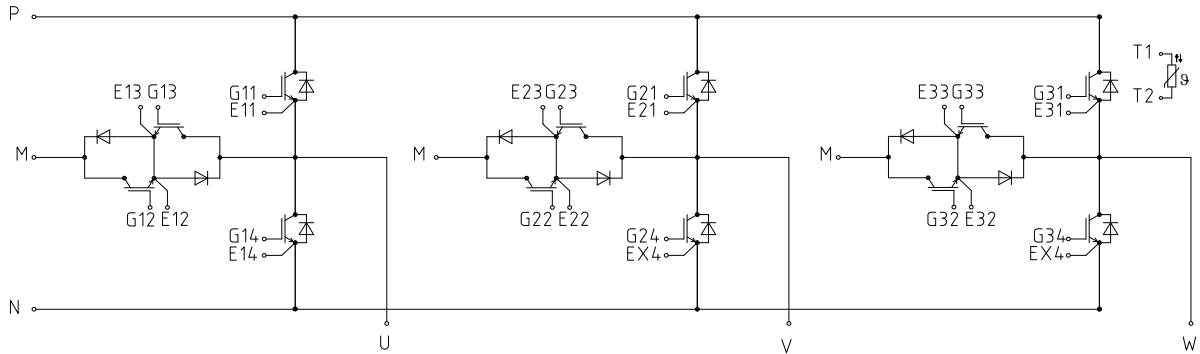 P
T1
T2
ϑ
E13 G13
G11
E11
E23 G23
G21
E21
E33 G33
G31
E31
M
M
M
G12 E12
G14
E14
G22 E22
G24
EX4
G32 E32
G34
EX4
N
U
V
W